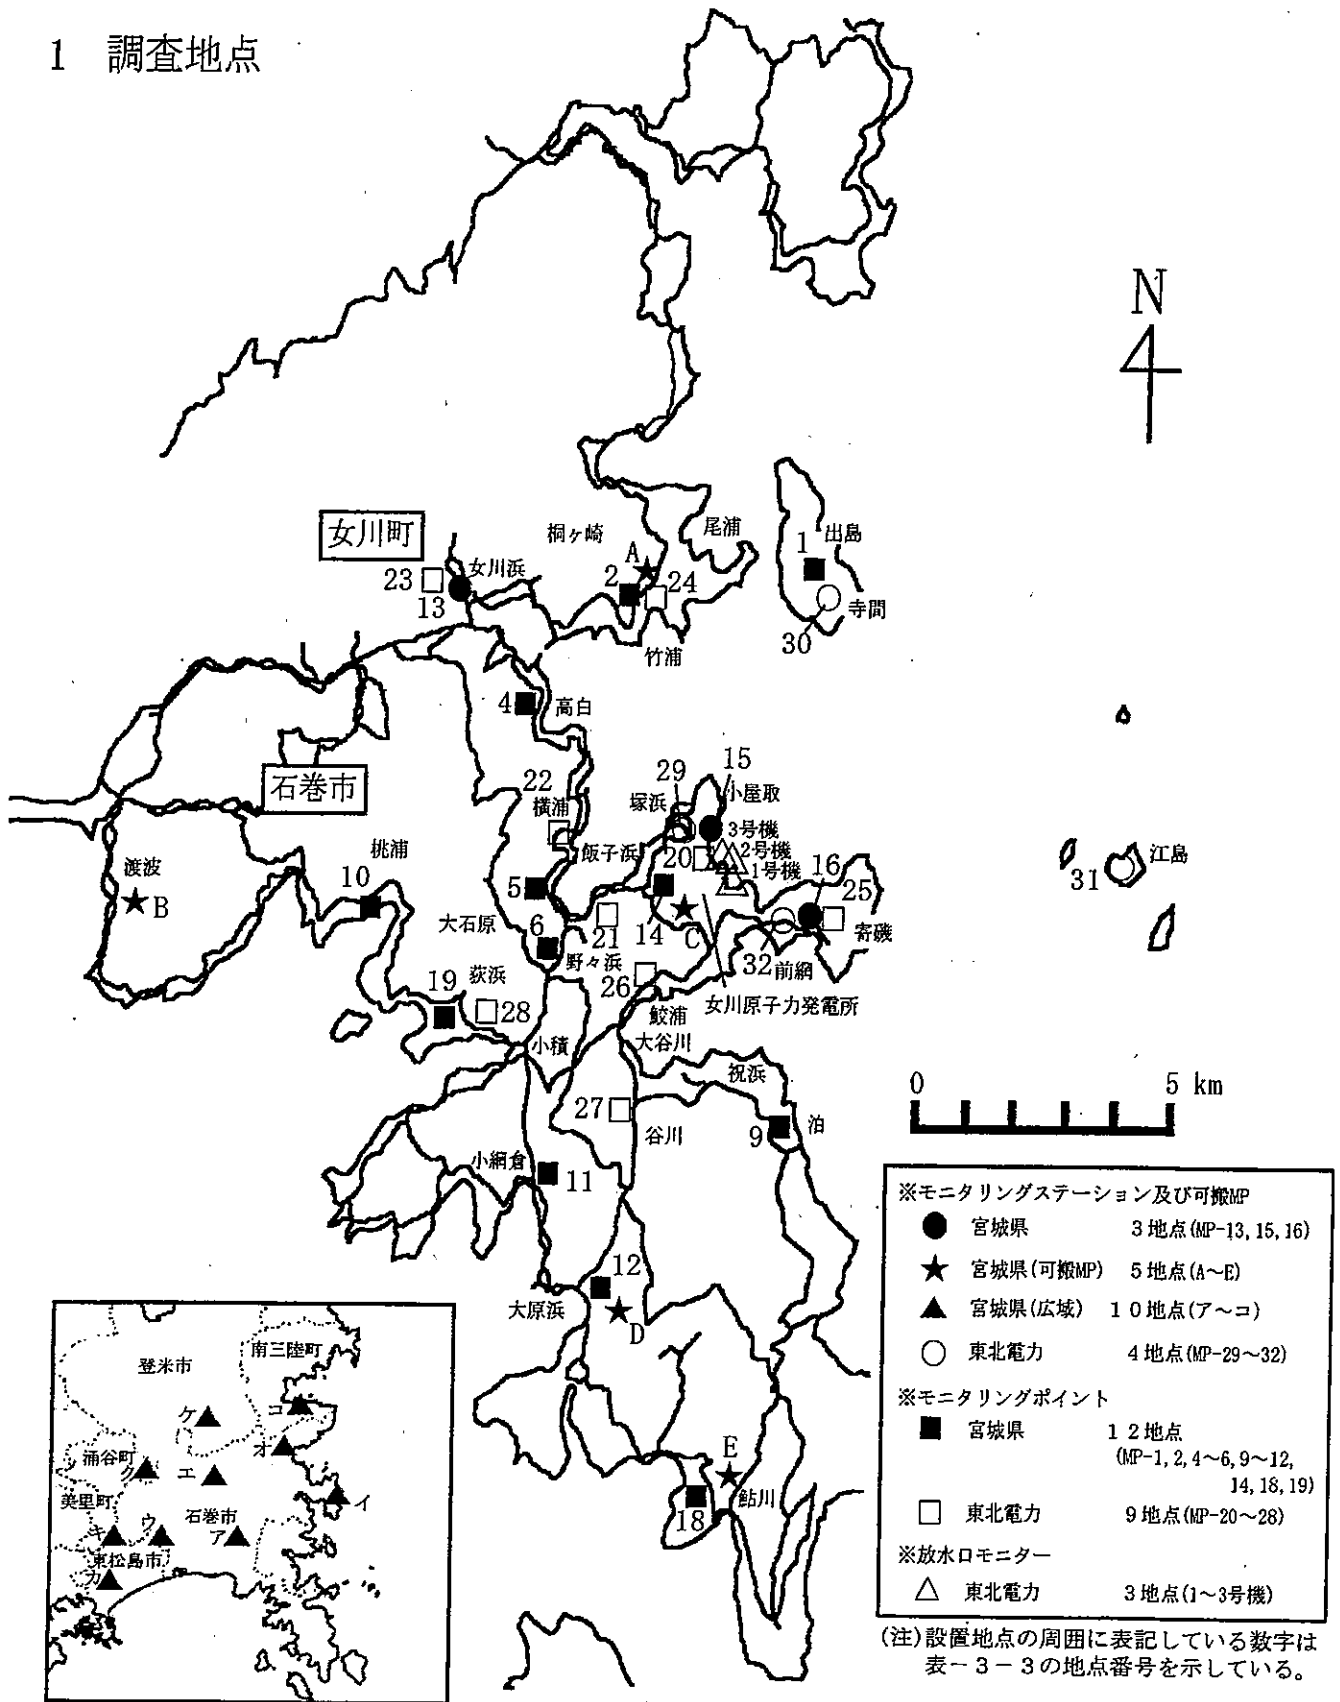 1 調査地点
N
女川町
23
13
女川浜
桐ヶ崎
A
2
24
尾浦
竹浦
1
出島
30
寺間
4
高白
石巻市
22
横浦
29
塚浜
15
小屋取
3号機
2号機
1号機
20
飯子浜
渡波
B
桃浦
10
5
大石原
6
21
野々浜
14
C
16
25
寄磯
32
前網
31
江島
26
鮫浦
女川原子力発電所
大谷川
荻浜
19
28
小積
祝浜
27
谷川
9
泊
0 5 km
小網倉
11
12
大原浜
D
E
18
鮎川
登米市
南三陸町
ケ
コ
オ
涌谷町
ク
エ
イ
美里町
石巻市
キ
ウ
ア
東松島市
カ
※モニタリングステーション及び可搬MP
● 宮城県 3地点(MP-13, 15, 16)
★ 宮城県(可搬MP) 5地点(A～E)
▲ 宮城県(広域) 10地点(ア～コ)
○ 東北電力 4地点(MP-29～32)
※モニタリングポイント
■ 宮城県 12地点
(MP-1, 2, 4～6, 9～12,
14, 18, 19)
□ 東北電力 9地点(MP-20～28)
※放水口モニター
△ 東北電力 3地点(1～3号機)
(注)設置地点の周囲に表記している数字は
表－3－3の地点番号を示している。